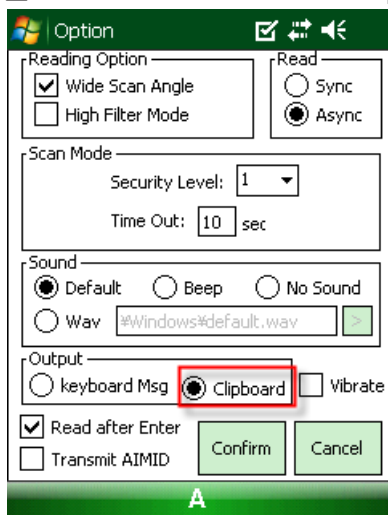 Option
Reading Option
Wide Scan Angle
High Filter Mode
Read
Sync
Async
Scan Mode
Security Level: 1
Time Out: 10 sec
Sound
Default Beep No Sound
Wav ¥Windows¥default.wav >
Output
keyboard Msg Clipboard Vibrate
Read after Enter
Transmit AIMID
Confirm Cancel
A